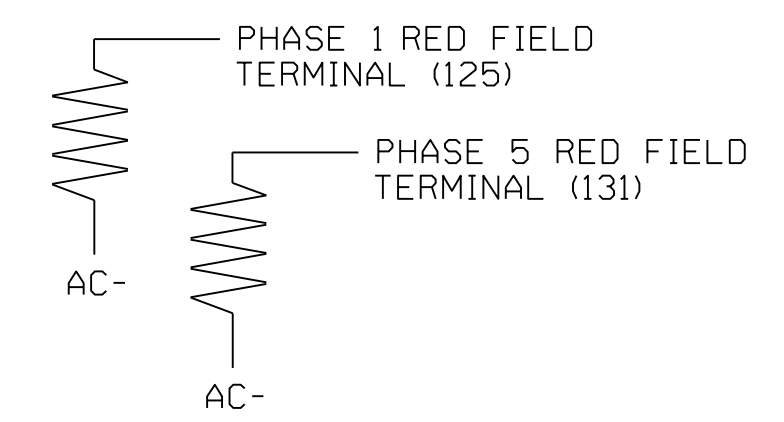 PHASE 1 RED FIELD
TERMINAL (125)
PHASE 5 RED FIELD
TERMINAL (131)
AC-
AC-